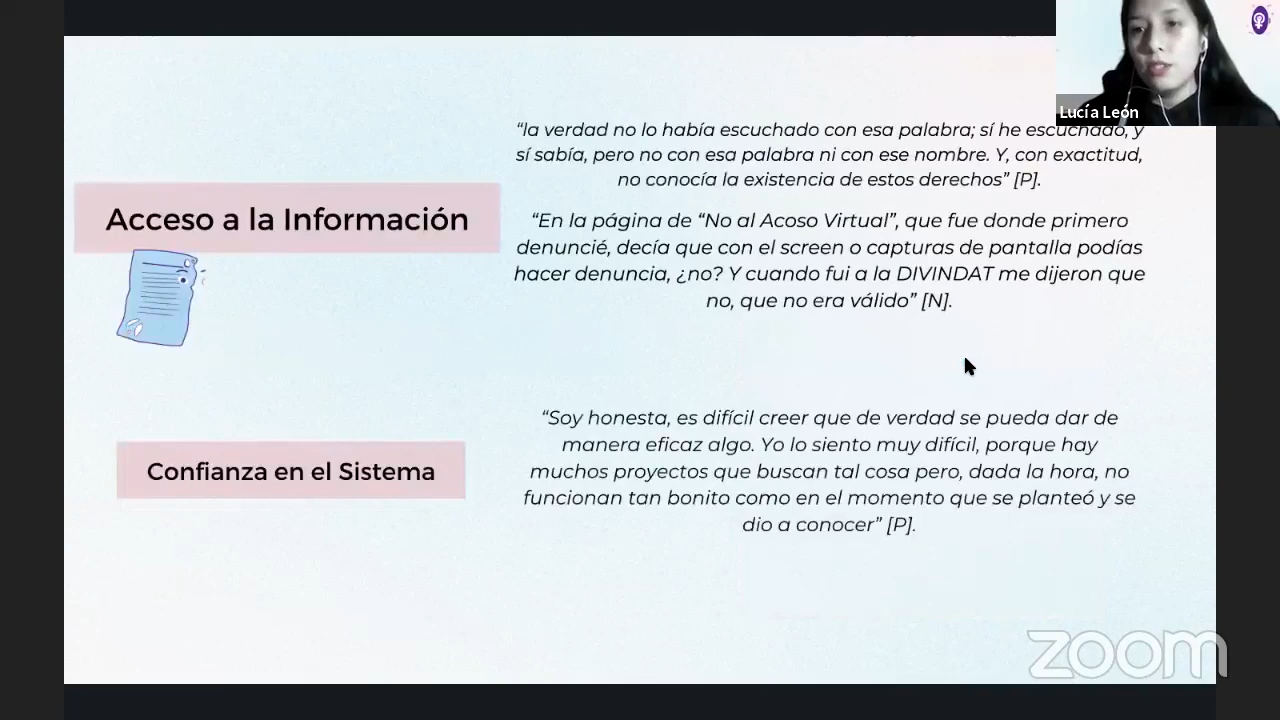 Lucía León
“la verdad no lo había escuchado con esa palabra; sí he escuchado, y
sí sabía, pero no con esa palabra ni con ese nombre. Y, con exactitud,
no conocía la existencia de estos derechos” [P].
Acceso a la Información
“En la página de “No al Acoso Virtual”, que fue donde primero
denuncié, decía que con el screen o capturas de pantalla podías
hacer denuncia, ¿no? Y cuando fui a la DIVINDAT me dijeron que
no, que no era válido” [N].
Confianza en el Sistema
“Soy honesta, es difícil creer que de verdad se pueda dar de
manera eficaz algo. Yo lo siento muy difícil, porque hay
muchos proyectos que buscan tal cosa pero, dada la hora, no
funcionan tan bonito como en el momento que se planteó y se
dio a conocer” [P].
zoom